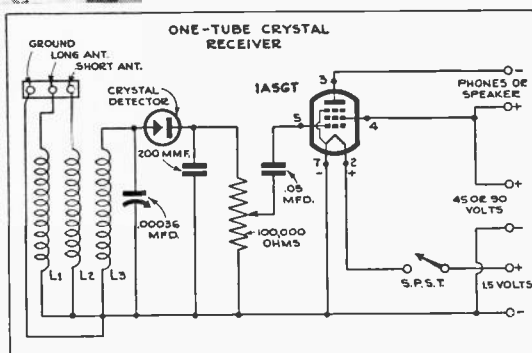 ONE-TUBE CRYSTAL
RECEIVER
GROUND
LONG ANT.
SHORT ANT.
CRYSTAL
DETECTOR
1A5GT
3
5
4
7
-
2
+
200 MMF.
.00036
MFD.
.05
MFD.
100,000
OHMS
L1
L2
L3
-
PHONES OR
SPEAKER
+
+
45 OR 90
VOLTS
-
S.P.S.T.
+
1.5 VOLTS
-